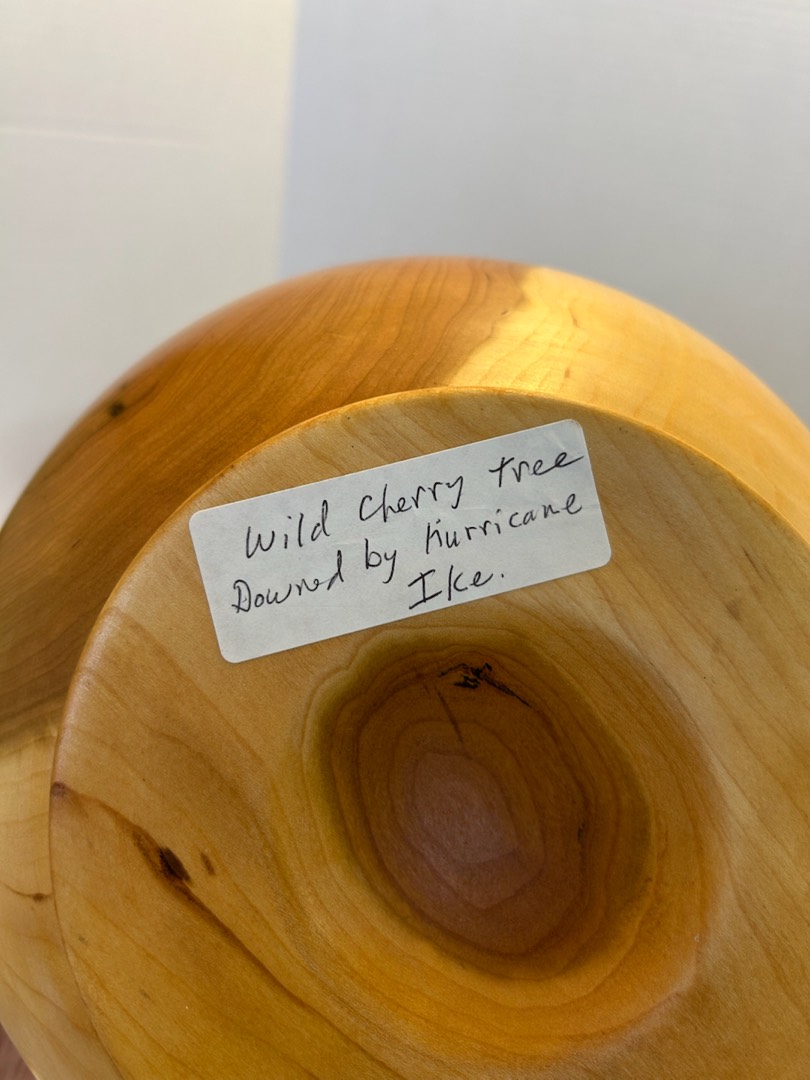 Wild Cherry tree
Downed by Hurricane
Ike.